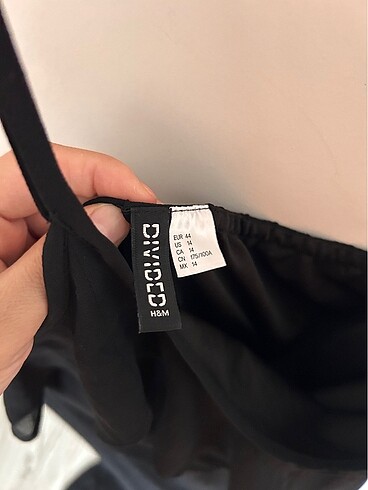 DIVIDED
H&M
EUR 44
US 14
CA 14
CN 175/100A
MX 14